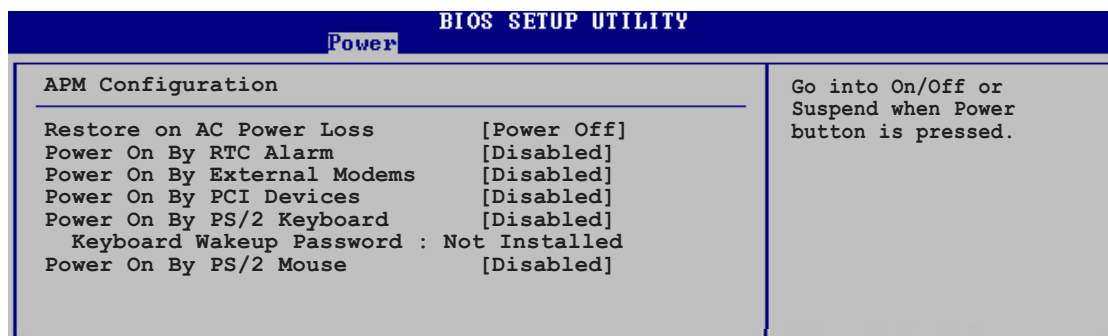 BIOS SETUP UTILITY
Power
APM Configuration
Restore on AC Power Loss [Power Off]
Power On By RTC Alarm [Disabled]
Power On By External Modems [Disabled]
Power On By PCI Devices [Disabled]
Power On By PS/2 Keyboard [Disabled]
Keyboard Wakeup Password : Not Installed
Power On By PS/2 Mouse [Disabled]
Go into On/Off or
Suspend when Power
button is pressed.